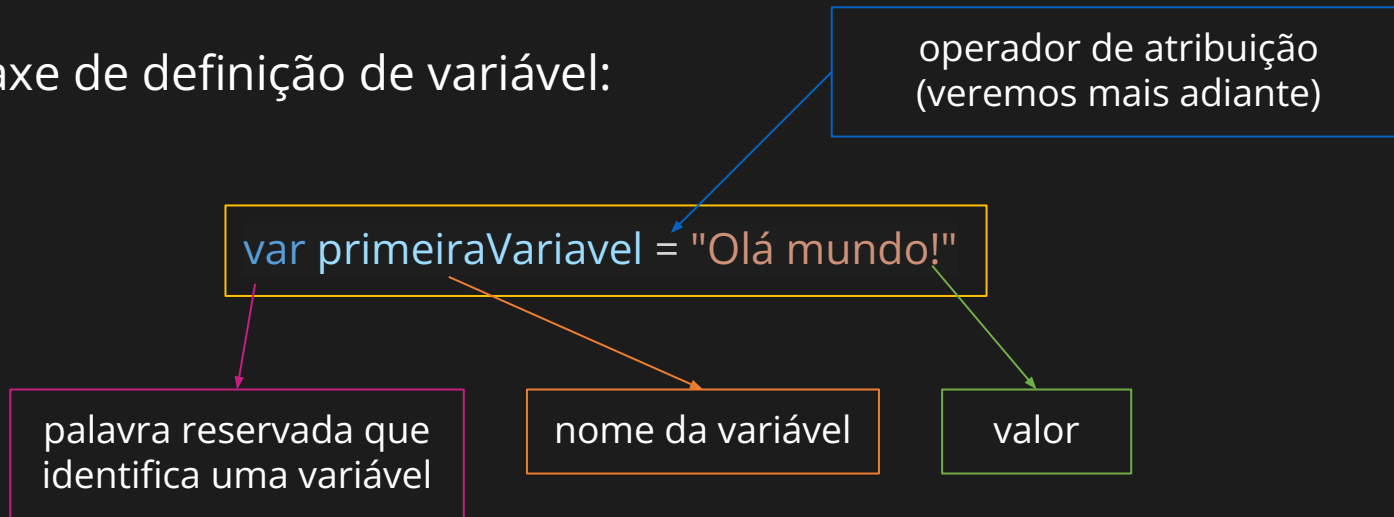 axe de definição de variável:
operador de atribuição
(veremos mais adiante)
var primeiraVariavel = "Olá mundo!"
palavra reservada que
identifica uma variável
nome da variável
valor